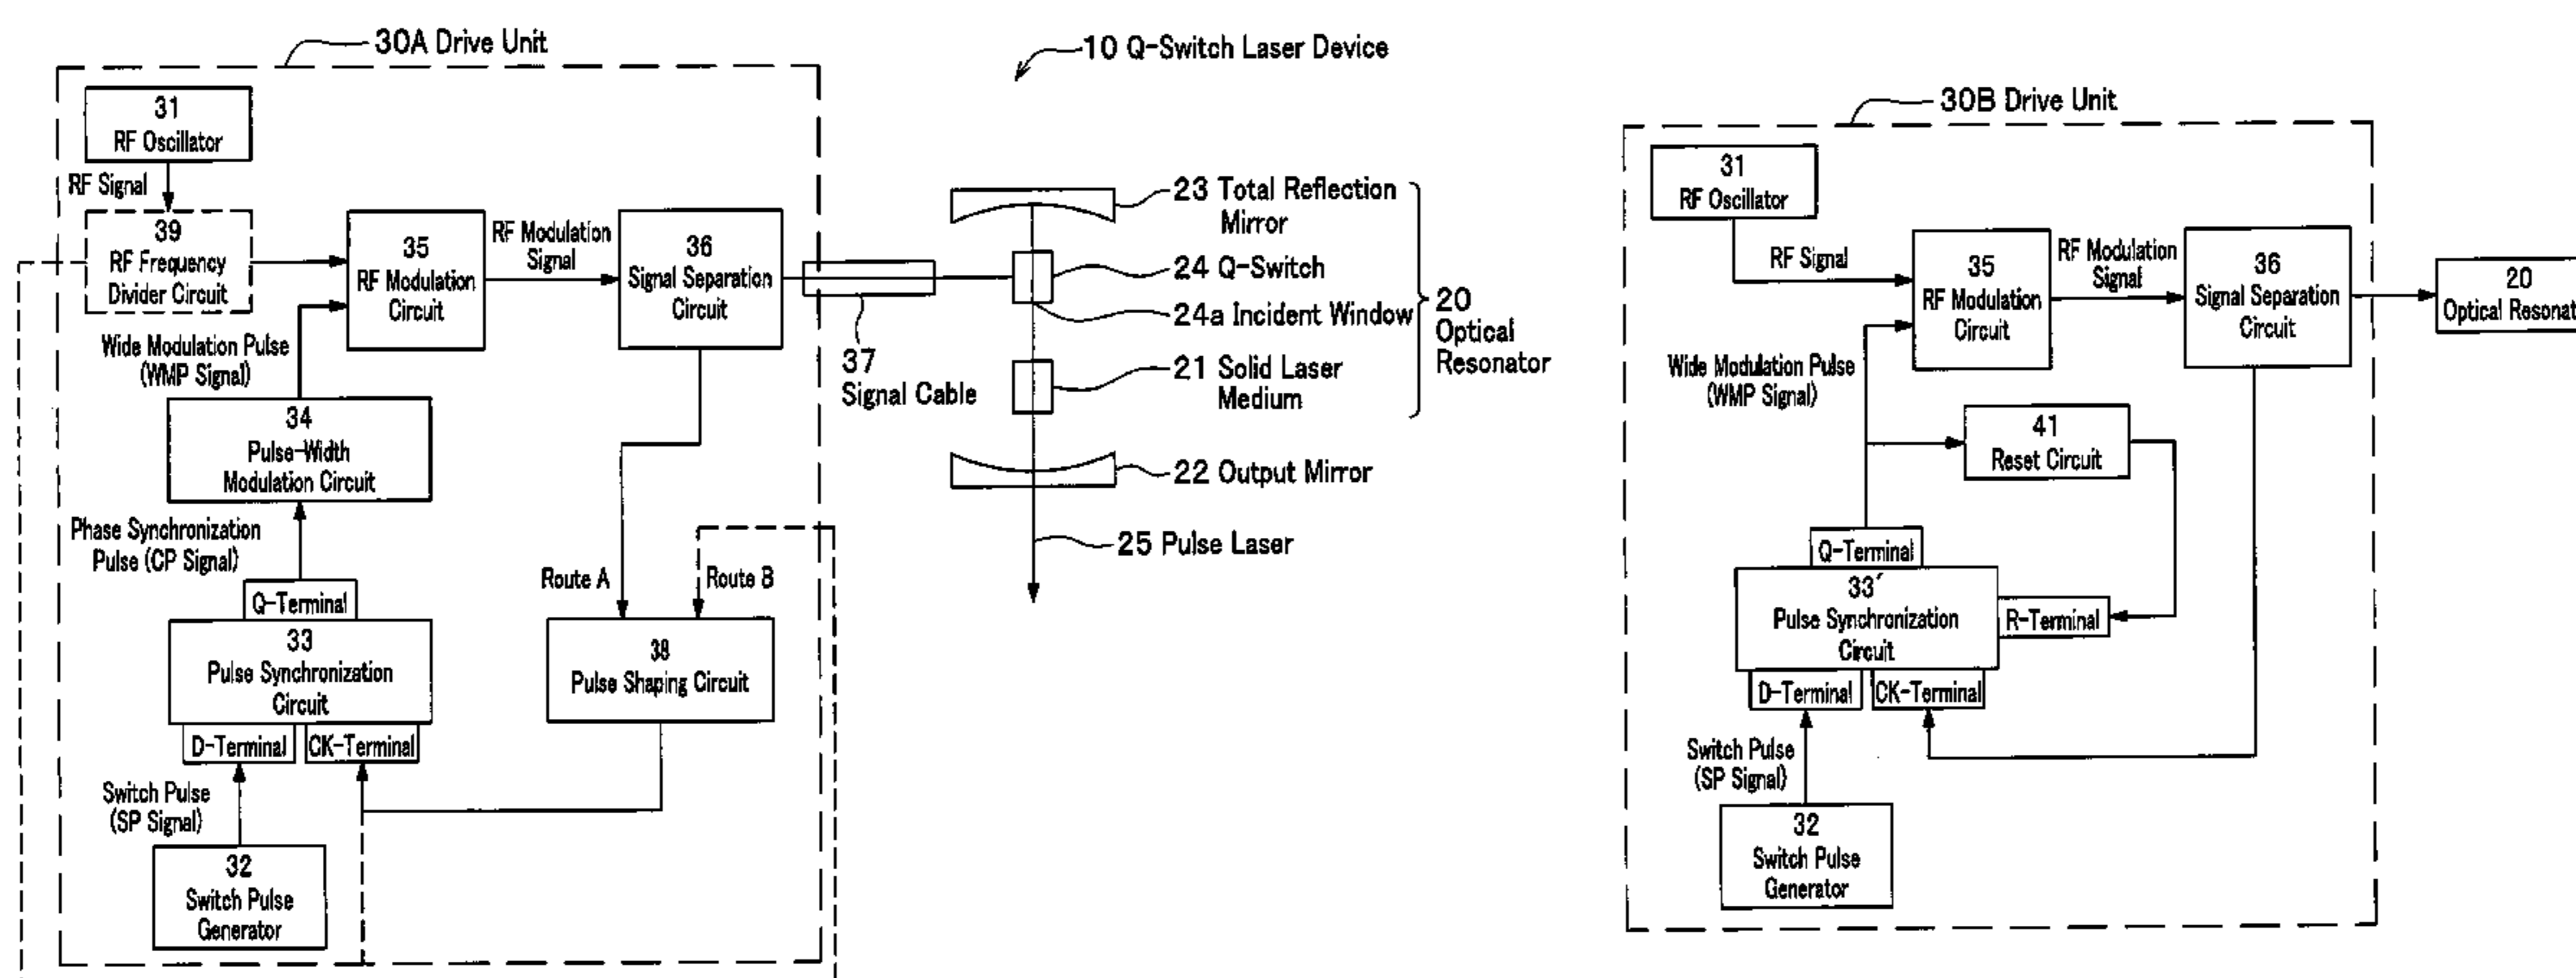 30A Drive Unit
10 Q-Switch Laser Device
31
RF Oscillator
RF Signal
39
RF Frequency
Divider Circuit
35
RF Modulation
Circuit
RF Modulation
Signal
36
Signal Separation
Circuit
Wide Modulation Pulse
(WMP Signal)
34
Pulse-Width
Modulation Circuit
Phase Synchronization
Pulse (CP Signal)
Q-Terminal
33
Pulse Synchronization
Circuit
D-Terminal
CK-Terminal
Switch Pulse
(SP Signal)
32
Switch Pulse
Generator
Route A
Route B
38
Pulse Shaping Circuit
37
Signal Cable
23 Total Reflection
Mirror
24 Q-Switch
24a Incident Window
21 Solid Laser
Medium
22 Output Mirror
25 Pulse Laser
20
Optical
Resonator
30B Drive Unit
31
RF Oscillator
RF Signal
35
RF Modulation
Circuit
RF Modulation
Signal
36
Signal Separation
Circuit
20
Optical Resonat
Wide Modulation Pulse
(WMP Signal)
41
Reset Circuit
Q-Terminal
33′
Pulse Synchronization
Circuit
R-Terminal
D-Terminal
CK-Terminal
Switch Pulse
(SP Signal)
32
Switch Pulse
Generator